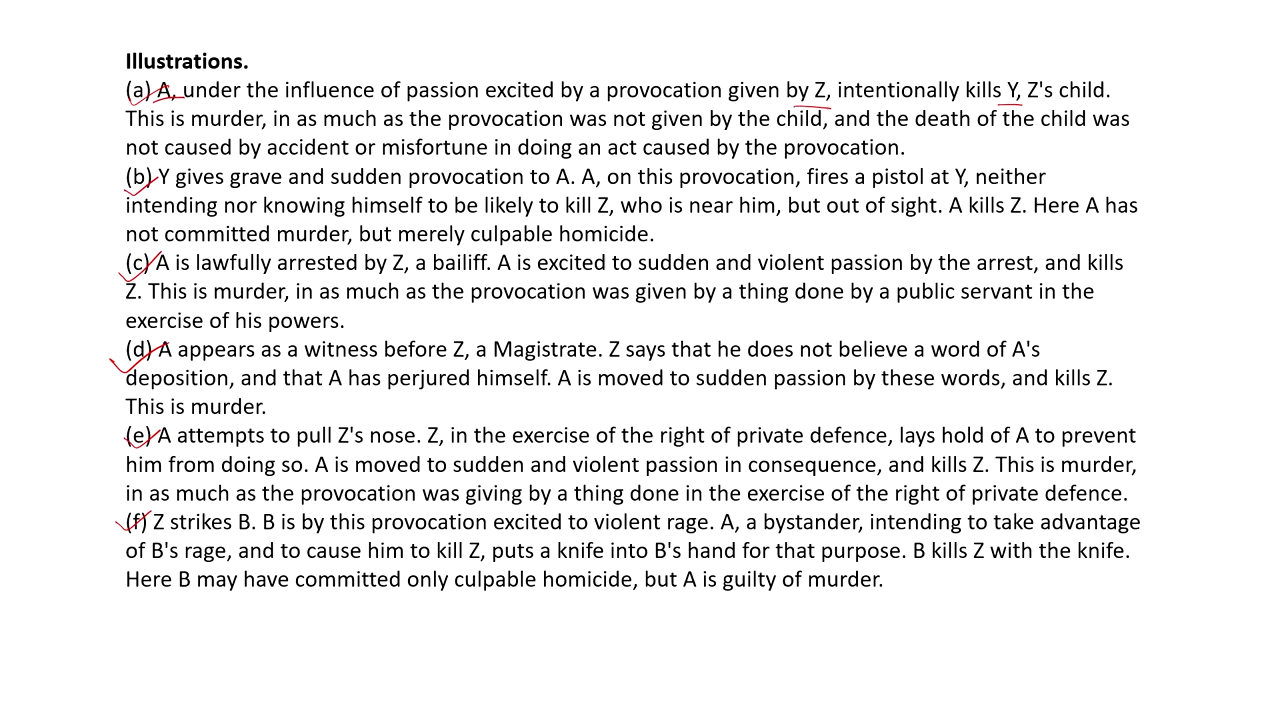 Illustrations.
(a) A, under the influence of passion excited by a provocation given by Z, intentionally kills Y, Z's child.
This is murder, in as much as the provocation was not given by the child, and the death of the child was
not caused by accident or misfortune in doing an act caused by the provocation.
(b) Y gives grave and sudden provocation to A. A, on this provocation, fires a pistol at Y, neither
intending nor knowing himself to be likely to kill Z, who is near him, but out of sight. A kills Z. Here A has
not committed murder, but merely culpable homicide.
(c) A is lawfully arrested by Z, a bailiff. A is excited to sudden and violent passion by the arrest, and kills
Z. This is murder, in as much as the provocation was given by a thing done by a public servant in the
exercise of his powers.
(d) A appears as a witness before Z, a Magistrate. Z says that he does not believe a word of A's
deposition, and that A has perjured himself. A is moved to sudden passion by these words, and kills Z.
This is murder.
(e) A attempts to pull Z's nose. Z, in the exercise of the right of private defence, lays hold of A to prevent
him from doing so. A is moved to sudden and violent passion in consequence, and kills Z. This is murder,
in as much as the provocation was giving by a thing done in the exercise of the right of private defence.
(f) Z strikes B. B is by this provocation excited to violent rage. A, a bystander, intending to take advantage
of B's rage, and to cause him to kill Z, puts a knife into B's hand for that purpose. B kills Z with the knife.
Here B may have committed only culpable homicide, but A is guilty of murder.